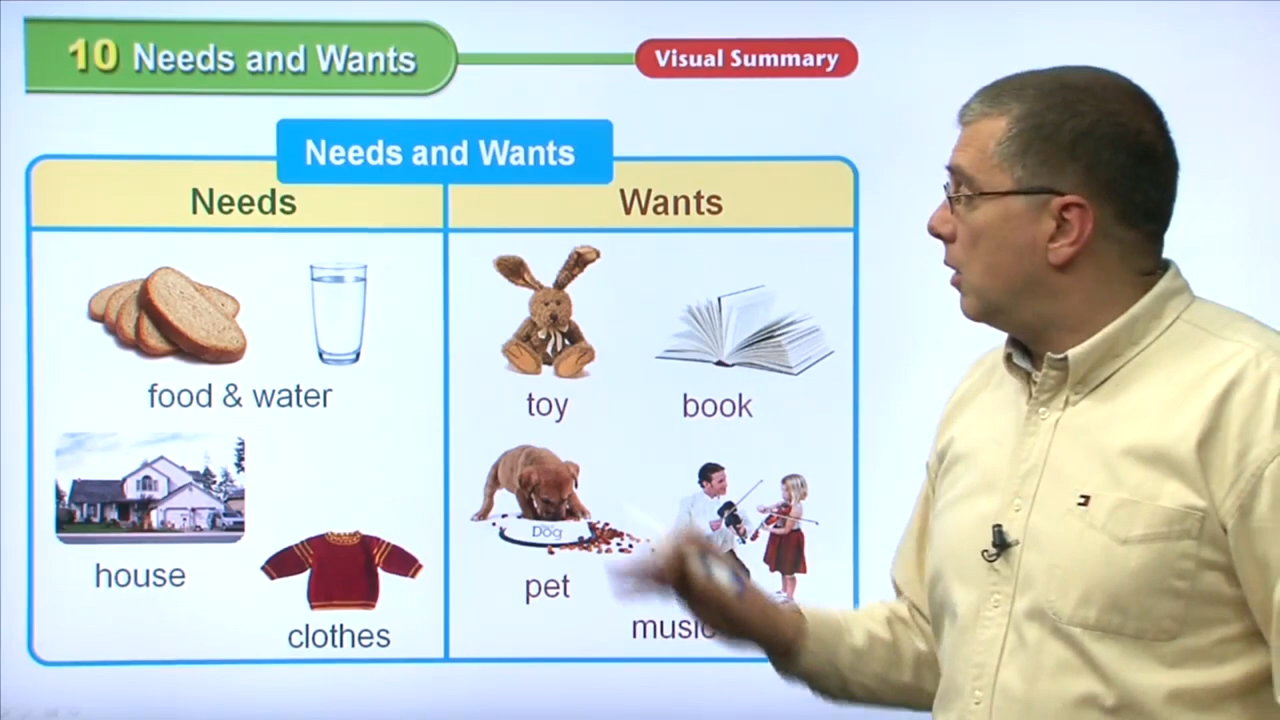 10 Needs and Wants
Visual Summary
Needs and Wants
Needs
Wants
food & water
toy
book
house
Dog
pet
clothes
music